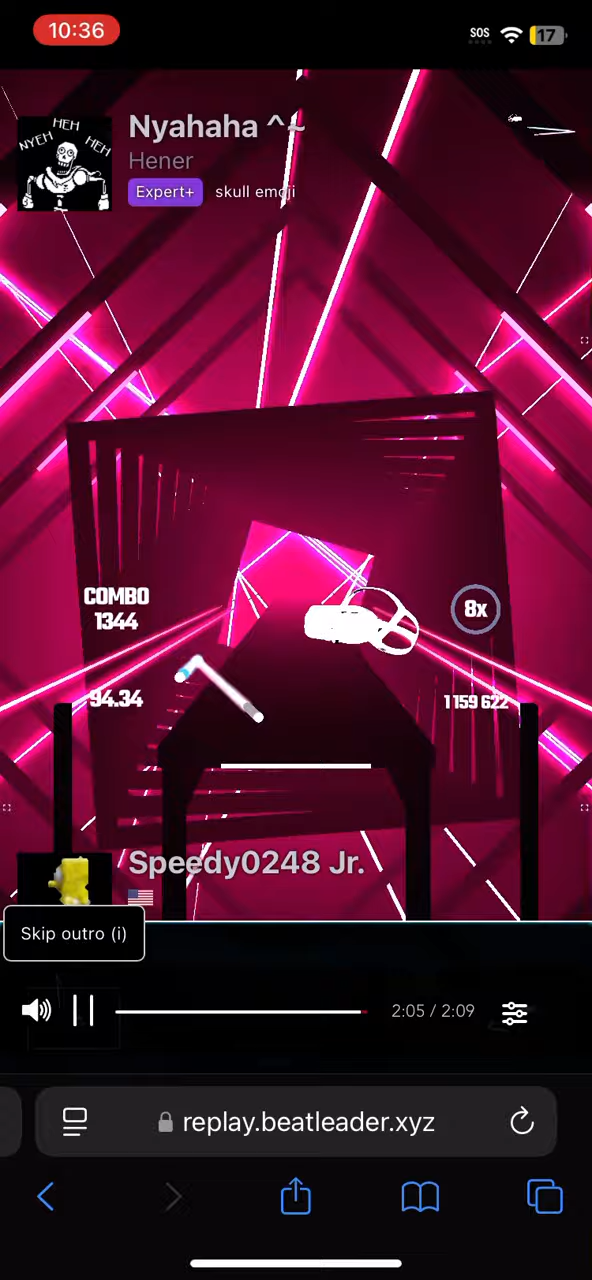 10:36
SOS
17
NYEH HEH HEH
Nyahaha ^~
Hener
Expert+ skull emoji
COMBO
1344
8x
94.34
1 159 622
Speedy0248 Jr.
Skip outro (i)
2:05 / 2:09
replay.beatleader.xyz